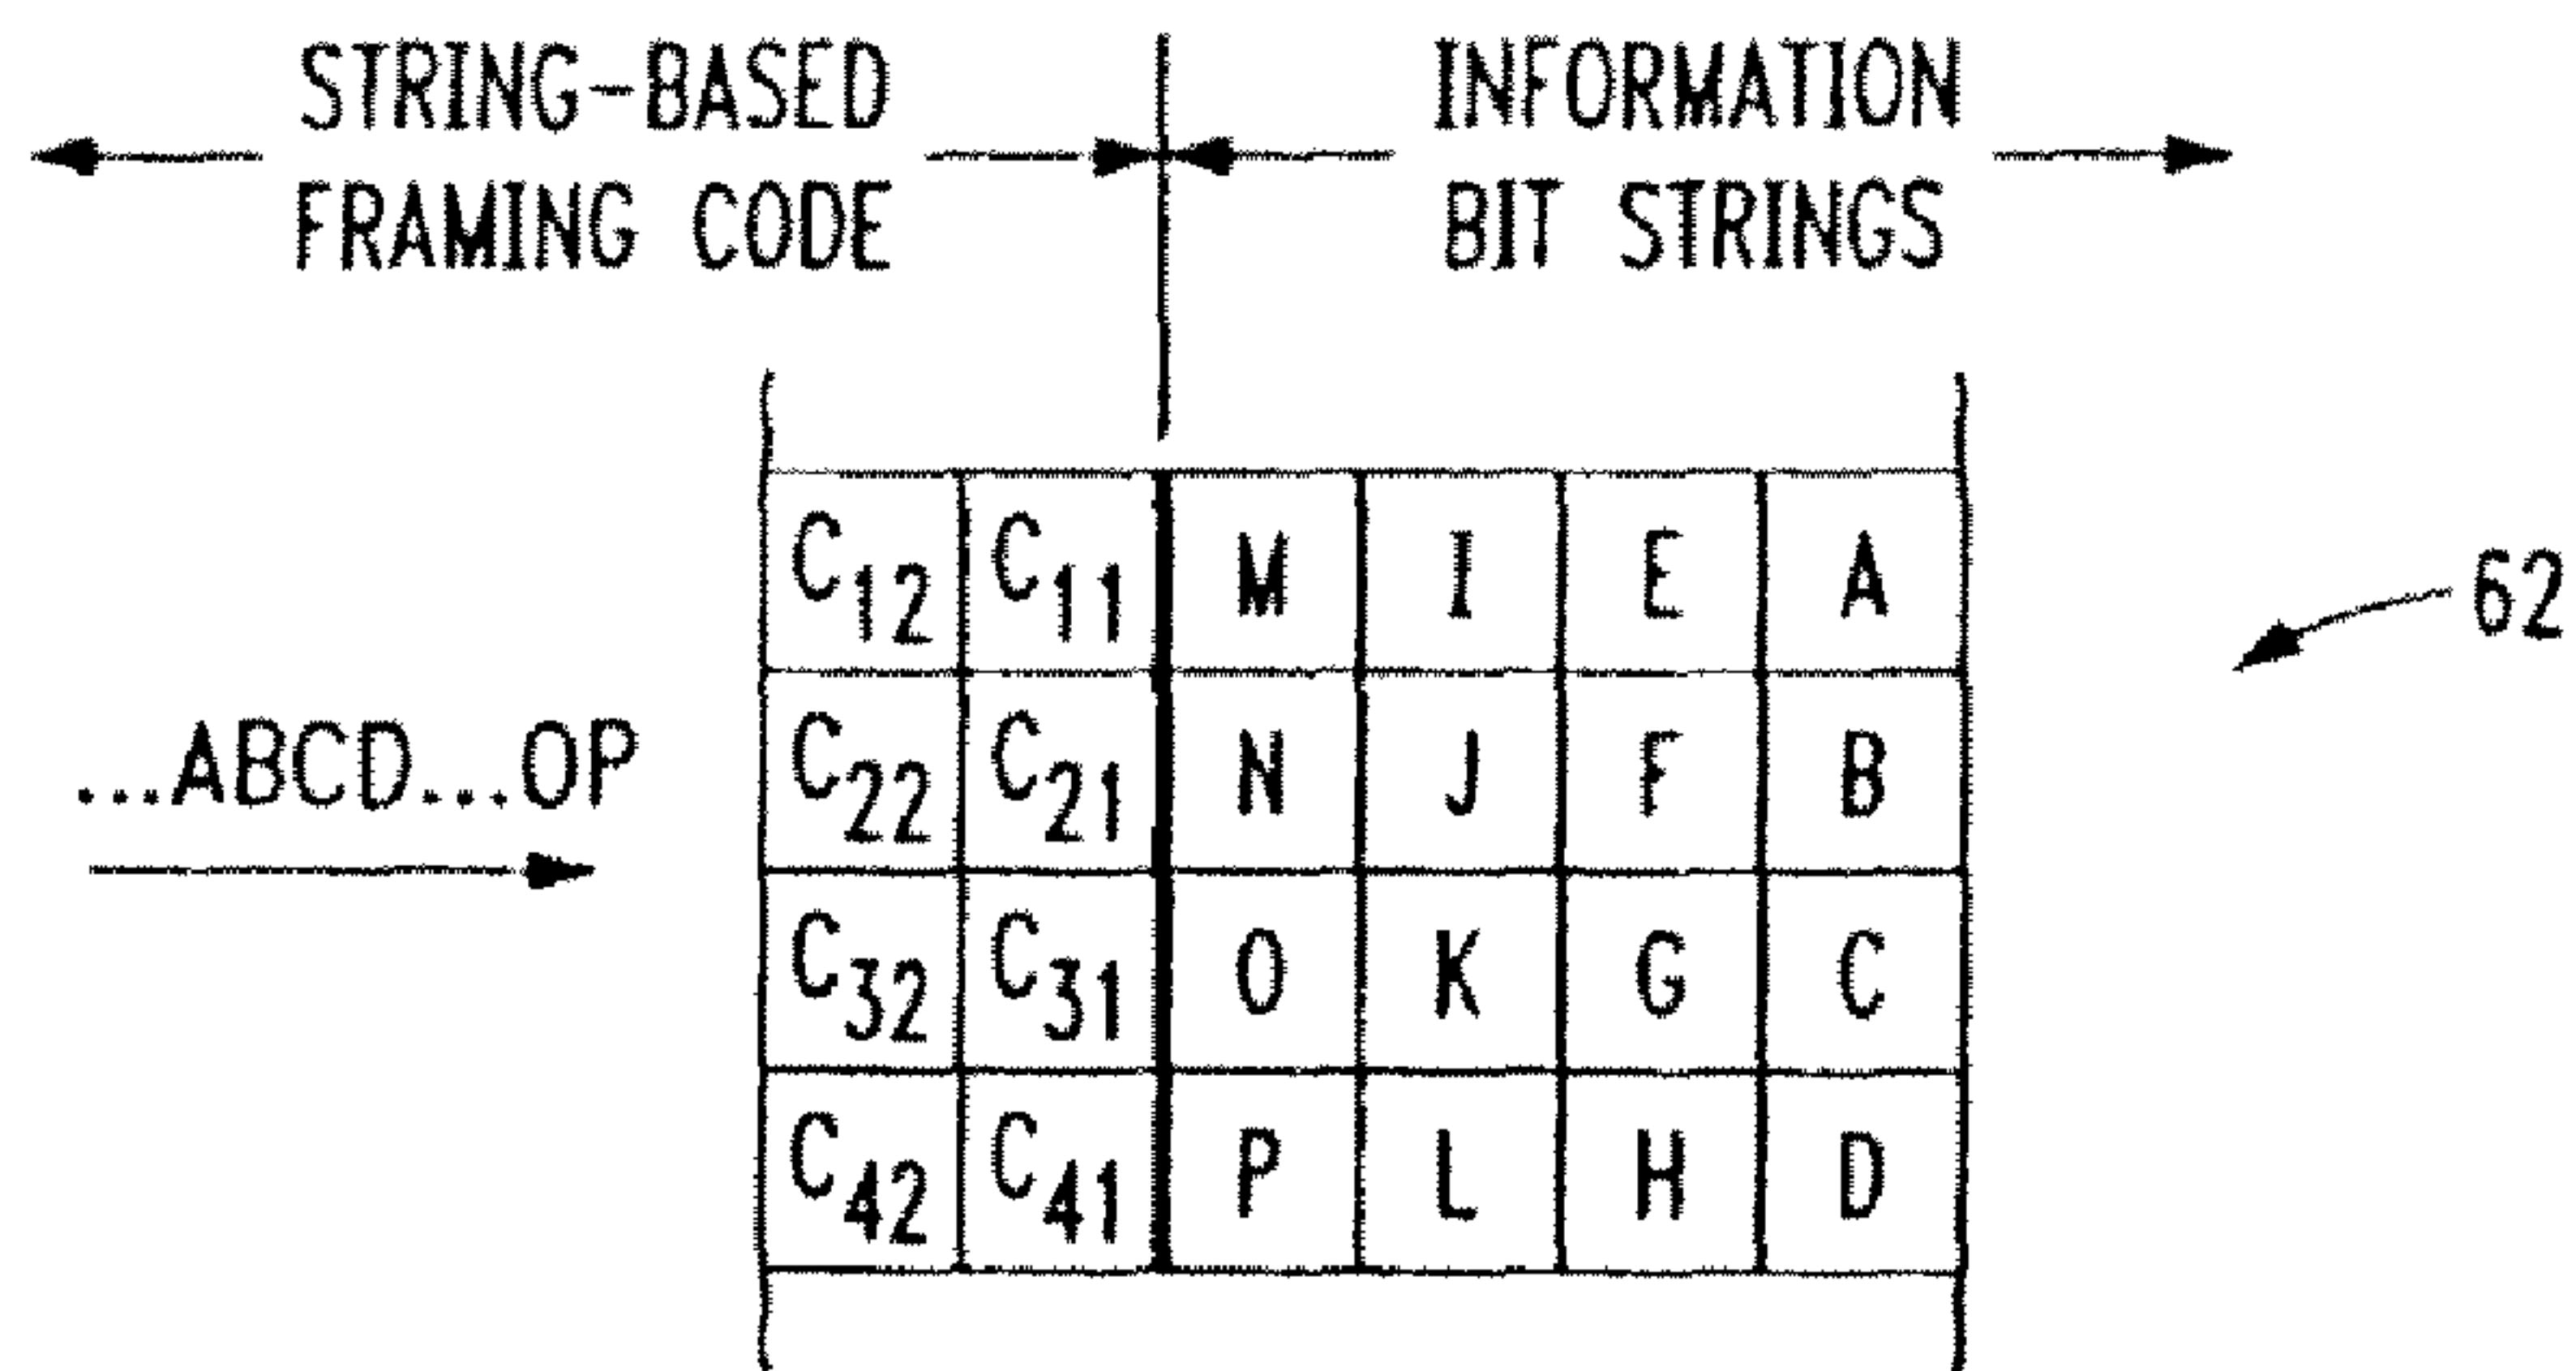 STRING-BASED
FRAMING CODE
INFORMATION
BIT STRINGS
C12 C11 M I E A
62
...ABCD...OP
C22 C21 N J F B
C32 C31 O K G C
C42 C41 P L H D